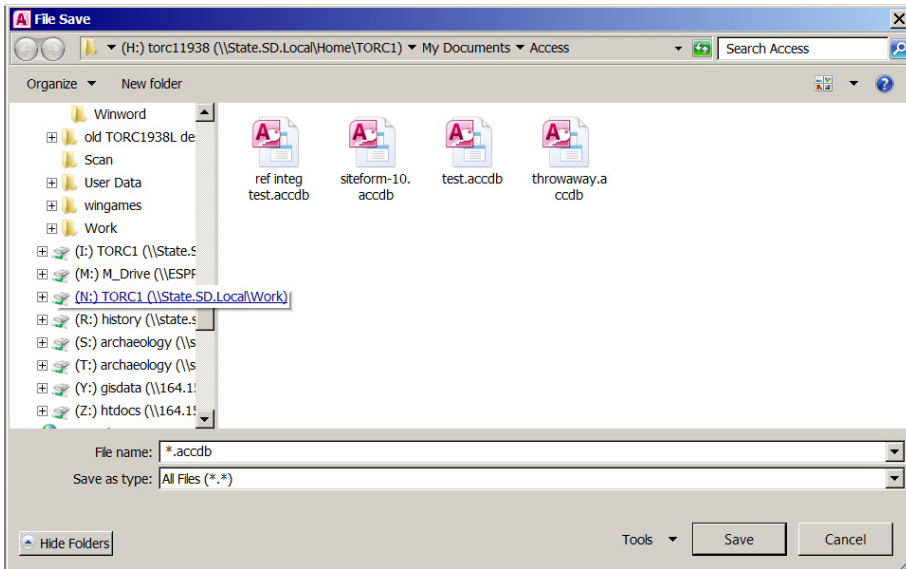 File Save
(H:) torc11938 (\\State.SD.Local\Home\TORC1) My Documents Access
Search Access
Organize
New folder
Winword
old TORC1938L de
Scan
User Data
wingames
Work
(I:) TORC1 (\\State.S
(M:) M_Drive (\\ESPR
(N:) TORC1 (\\State.SD.Local\Work)
(R:) history (\\state.s
(S:) archaeology (\\s
(T:) archaeology (\\s
(Y:) gisdata (\\164.1
(Z:) htdocs (\\164.1
ref integ
test.accdb
siteform-10.
accdb
test.accdb
throwaway.a
ccdb
File name: *.accdb
Save as type: All Files (*.*)
Hide Folders
Tools
Save
Cancel